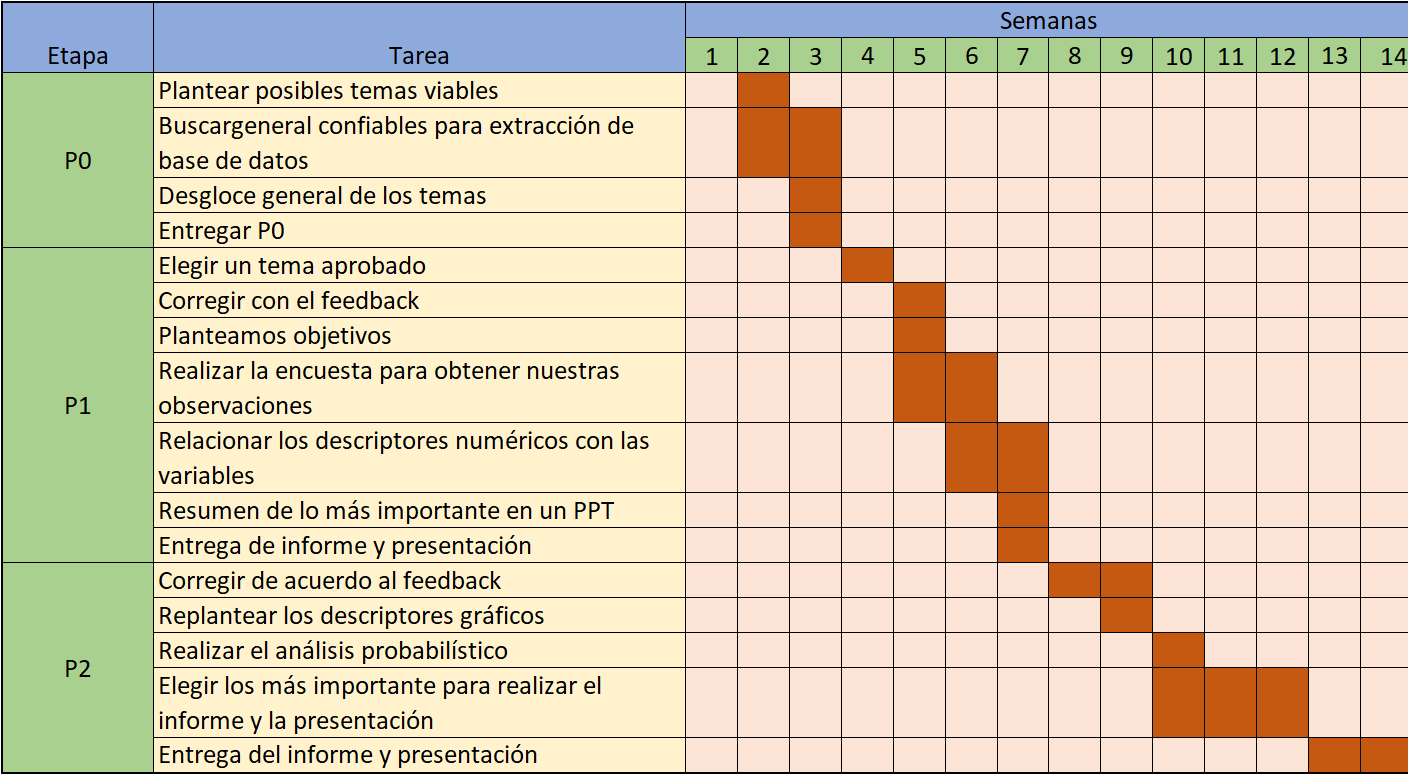 Semanas
Etapa Tarea 1 2 3 4 5 6 7 8 9 10 11 12 13 14
P0
Plantear posibles temas viables
Buscargeneral confiables para extracción de
base de datos
Desgloce general de los temas
Entregar P0
P1
Elegir un tema aprobado
Corregir con el feedback
Planteamos objetivos
Realizar la encuesta para obtener nuestras
observaciones
Relacionar los descriptores numéricos con las
variables
Resumen de lo más importante en un PPT
Entrega de informe y presentación
P2
Corregir de acuerdo al feedback
Replantear los descriptores gráficos
Realizar el análisis probabilístico
Elegir los más importante para realizar el
informe y la presentación
Entrega del informe y presentación